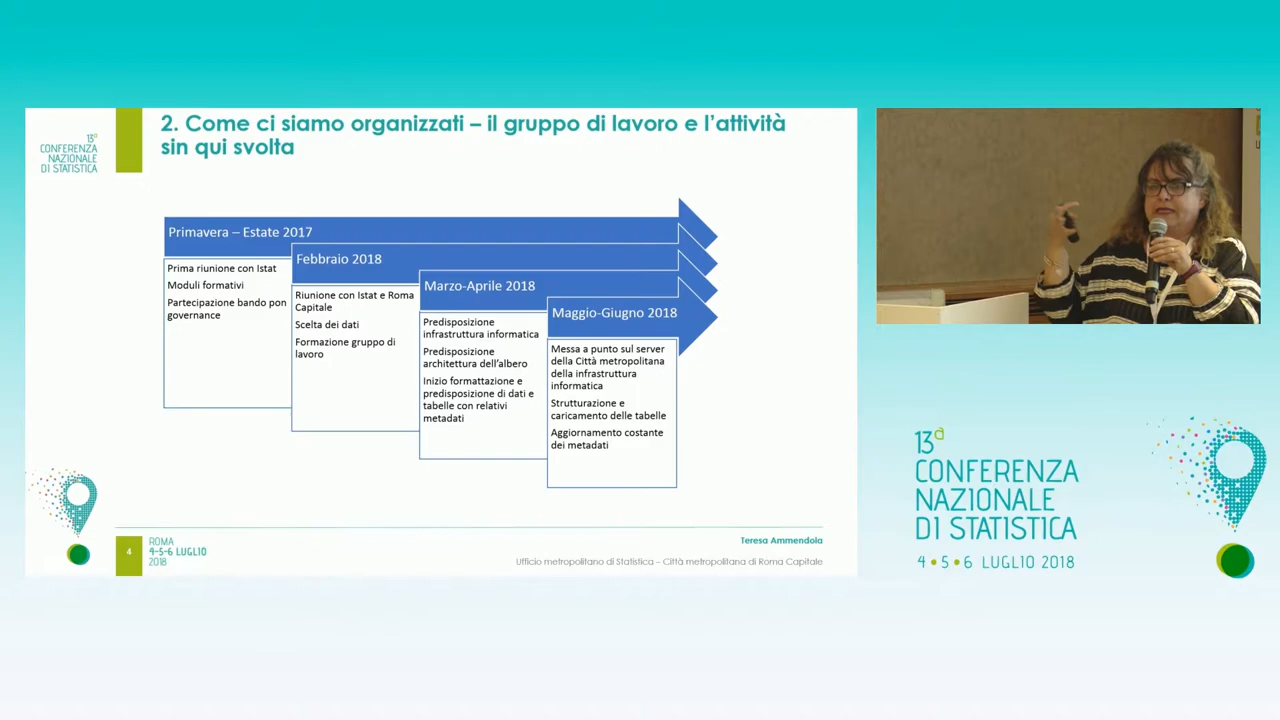 13ª
CONFERENZA
NAZIONALE
DI STATISTICA
2. Come ci siamo organizzati – il gruppo di lavoro e l'attività
sin qui svolta
Primavera – Estate 2017
Prima riunione con Istat
Moduli formativi
Partecipazione bando pon
governance
Febbraio 2018
Riunione con Istat e Roma
Capitale
Scelta dei dati
Formazione gruppo di
lavoro
Marzo-Aprile 2018
Predisposizione
infrastruttura informatica
Predisposizione
architettura dell'albero
Inizio formattazione e
predisposizione di dati e
tabelle con relativi
metadati
Maggio-Giugno 2018
Messa a punto sul server
della Città metropolitana
della infrastruttura
informatica
Strutturazione e
caricamento delle tabelle
Aggiornamento costante
dei metadati
4
ROMA
4-5-6 LUGLIO
2018
Teresa Ammendola
Ufficio metropolitano di Statistica – Città metropolitana di Roma Capitale
13ª
CONFERENZA
NAZIONALE
DI STATISTICA
4 • 5 • 6 LUGLIO 2018